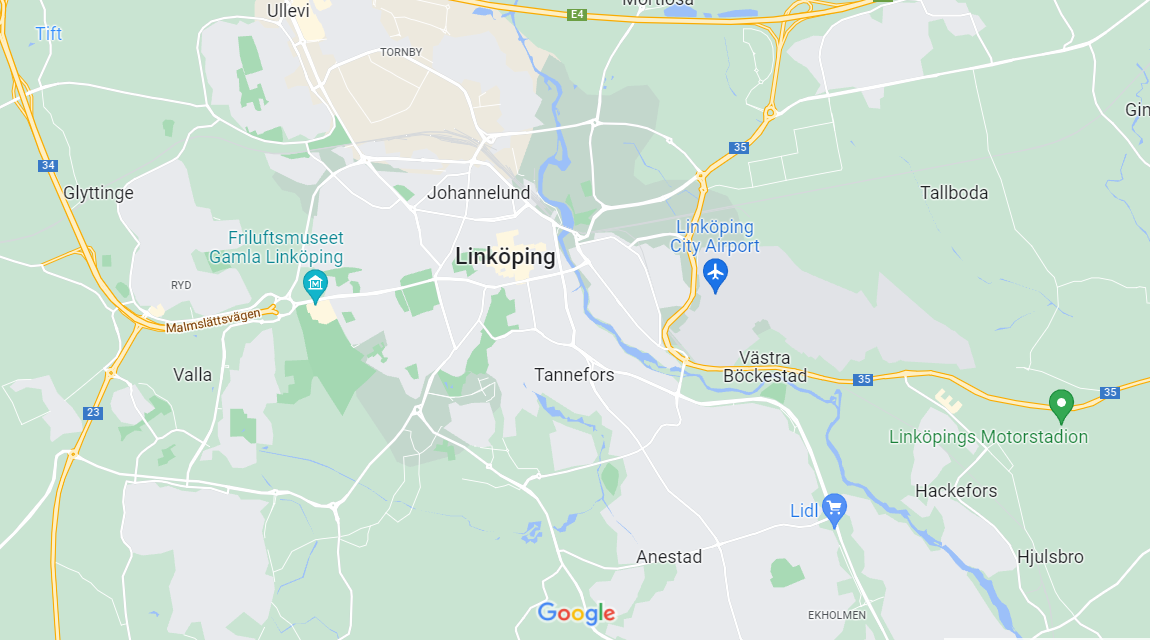 Mörtlösa
Ullevi
E4
Tift
TORNBY
35
34
Glyttinge
Johannelund
Tallboda
Friluftsmuseet
Gamla Linköping
Linköping
City Airport
Linköping
RYD
Malmslättsvägen
Valla
Tannefors
Västra
Böckestad
35
35
23
Linköpings Motorstadion
Hackefors
Lidl
Anestad
Hjulsbro
EKHOLMEN
Google